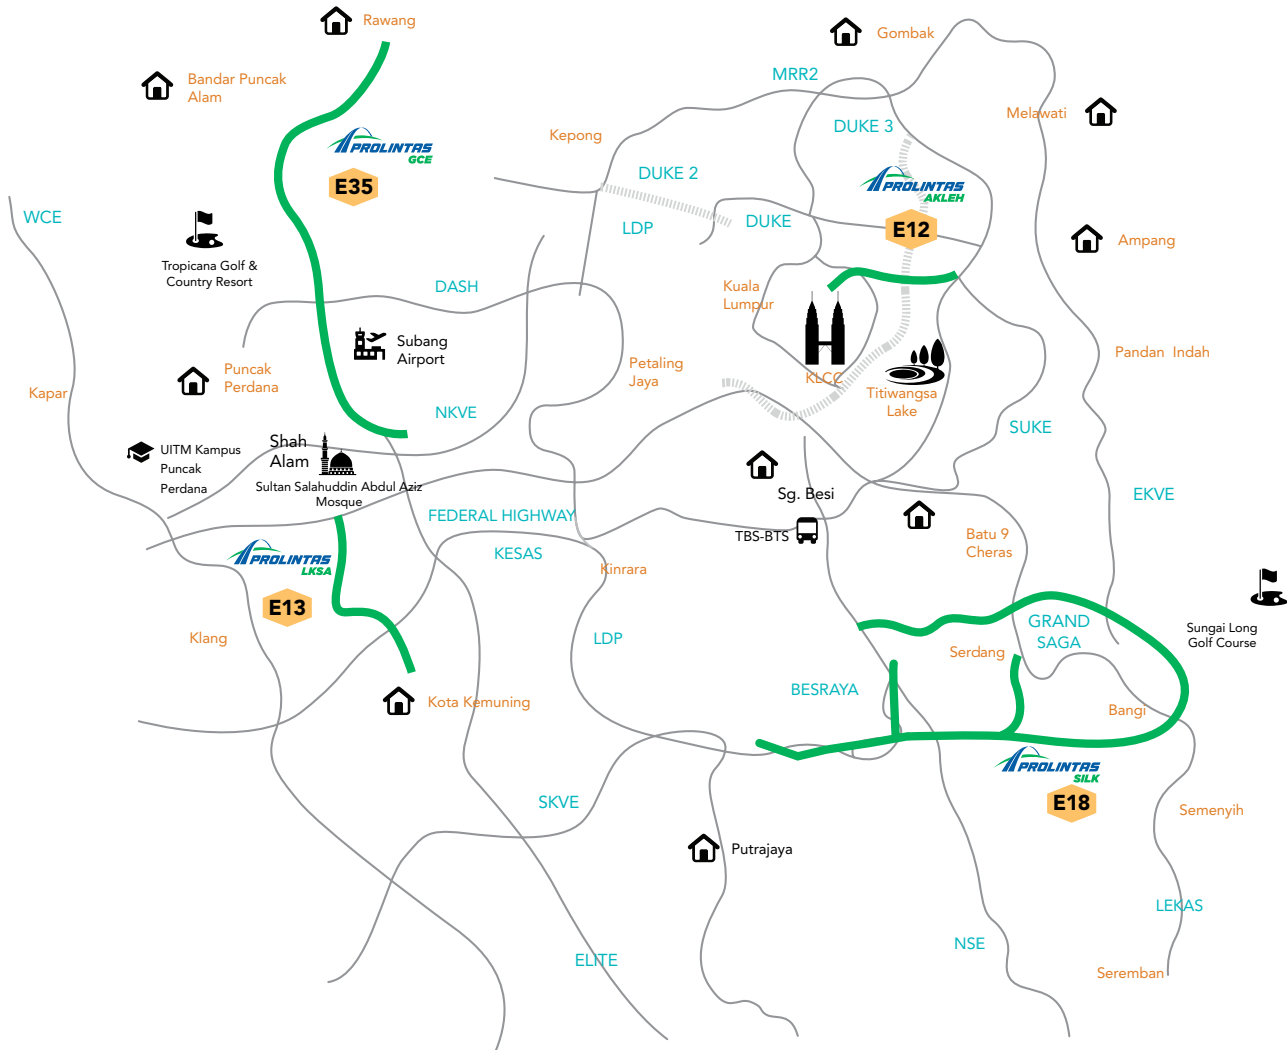 Rawang
Gombak
Bandar Puncak
Alam
MRR2
Melawati
DUKE 3
Kepong
PROLINTAS
GCE
E35
DUKE 2
PROLINTAS
AKLEH
E12
WCE
LDP
DUKE
Ampang
Tropicana Golf &
Country Resort
DASH
Kuala
Lumpur
Subang
Airport
Puncak
Perdana
Petaling
Jaya
KLCC
Titiwangsa
Lake
Pandan Indah
Kapar
NKVE
SUKE
UITM Kampus
Puncak
Perdana
Shah
Alam
Sultan Salahuddin Abdul Aziz
Mosque
Sg. Besi
EKVE
FEDERAL HIGHWAY
TBS-BTS
Batu 9
Cheras
KESAS
Kinrara
PROLINTAS
LKSA
E13
Klang
LDP
GRAND
SAGA
Sungai Long
Golf Course
Serdang
BESRAYA
Kota Kemuning
Bangi
PROLINTAS
SILK
E18
SKVE
Semenyih
Putrajaya
LEKAS
NSE
ELITE
Seremban